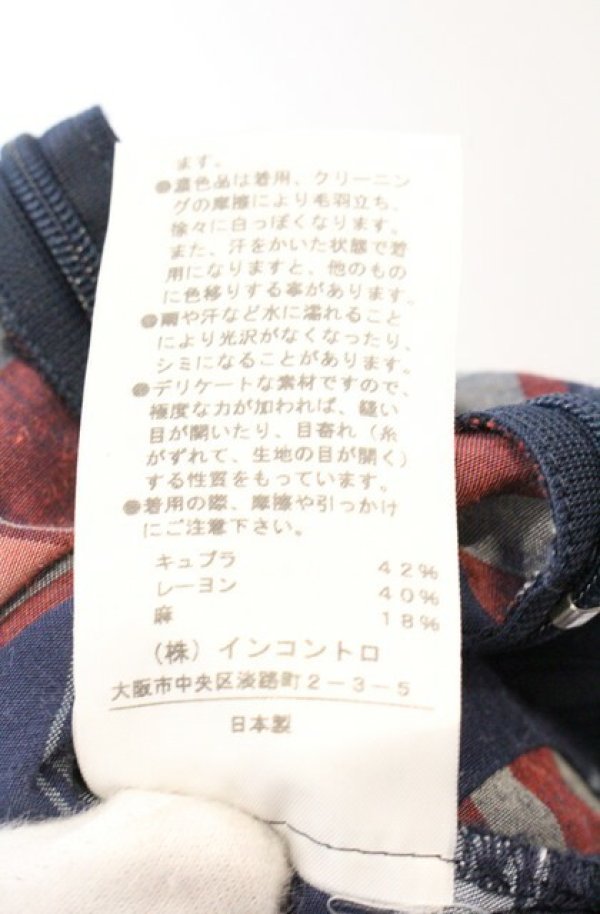 ます。
●濃色品は着用、クリーニン
グの摩擦により毛羽立ち、
徐々に白っぽくなります。
また、汗をかいた状態で着
用になりますと、他のもの
に色移りする事があります。
●雨や汗など水に濡れること
により光沢がなくなったり、
シミになることがあります。
●デリケートな素材ですので、
極度な力が加われば、縫い
目が開いたり、目寄れ(糸
がずれて、生地の目が開く)
する性質をもっています。
●着用の際、摩擦や引っかけ
にご注意下さい。
キュプラ 42%
レーヨン 40%
麻 18%
(株)インコントロ
大阪市中央区淡路町2-3-5
日本製